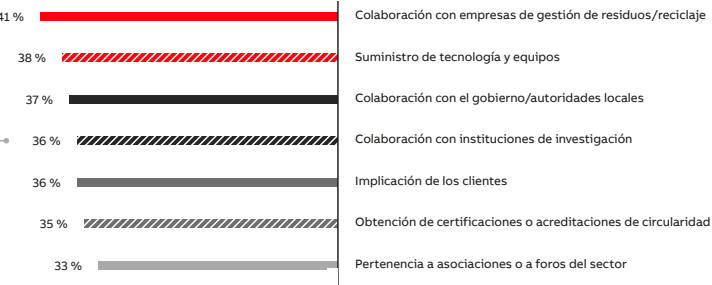 41 % Colaboración con empresas de gestión de residuos/reciclaje
38 % Suministro de tecnología y equipos
37 % Colaboración con el gobierno/autoridades locales
36 % Colaboración con instituciones de investigación
36 % Implicación de los clientes
35 % Obtención de certificaciones o acreditaciones de circularidad
33 % Pertenencia a asociaciones o a foros del sector